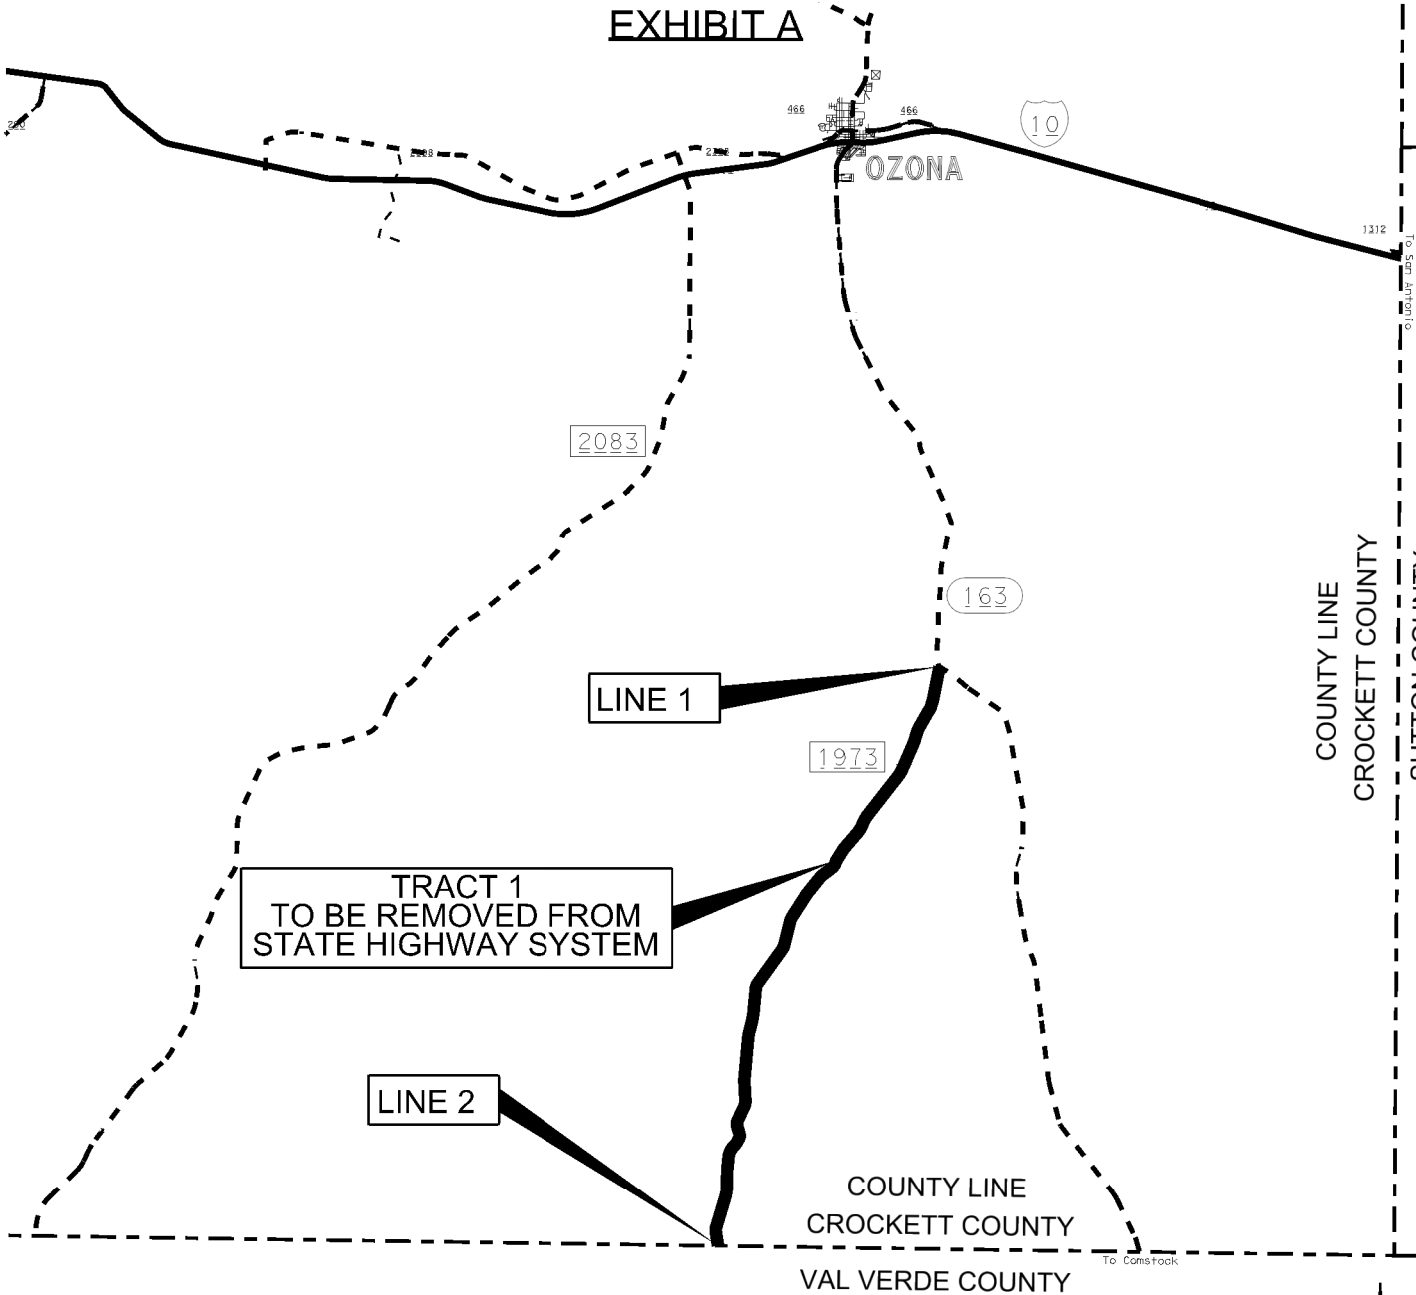 EXHIBIT A
466
466
10
OZONA
1312
To San Antonio
2083
163
LINE 1
1973
COUNTY LINE
CROCKETT COUNTY
TRACT 1
TO BE REMOVED FROM
STATE HIGHWAY SYSTEM
LINE 2
COUNTY LINE
CROCKETT COUNTY
To Comstock
VAL VERDE COUNTY